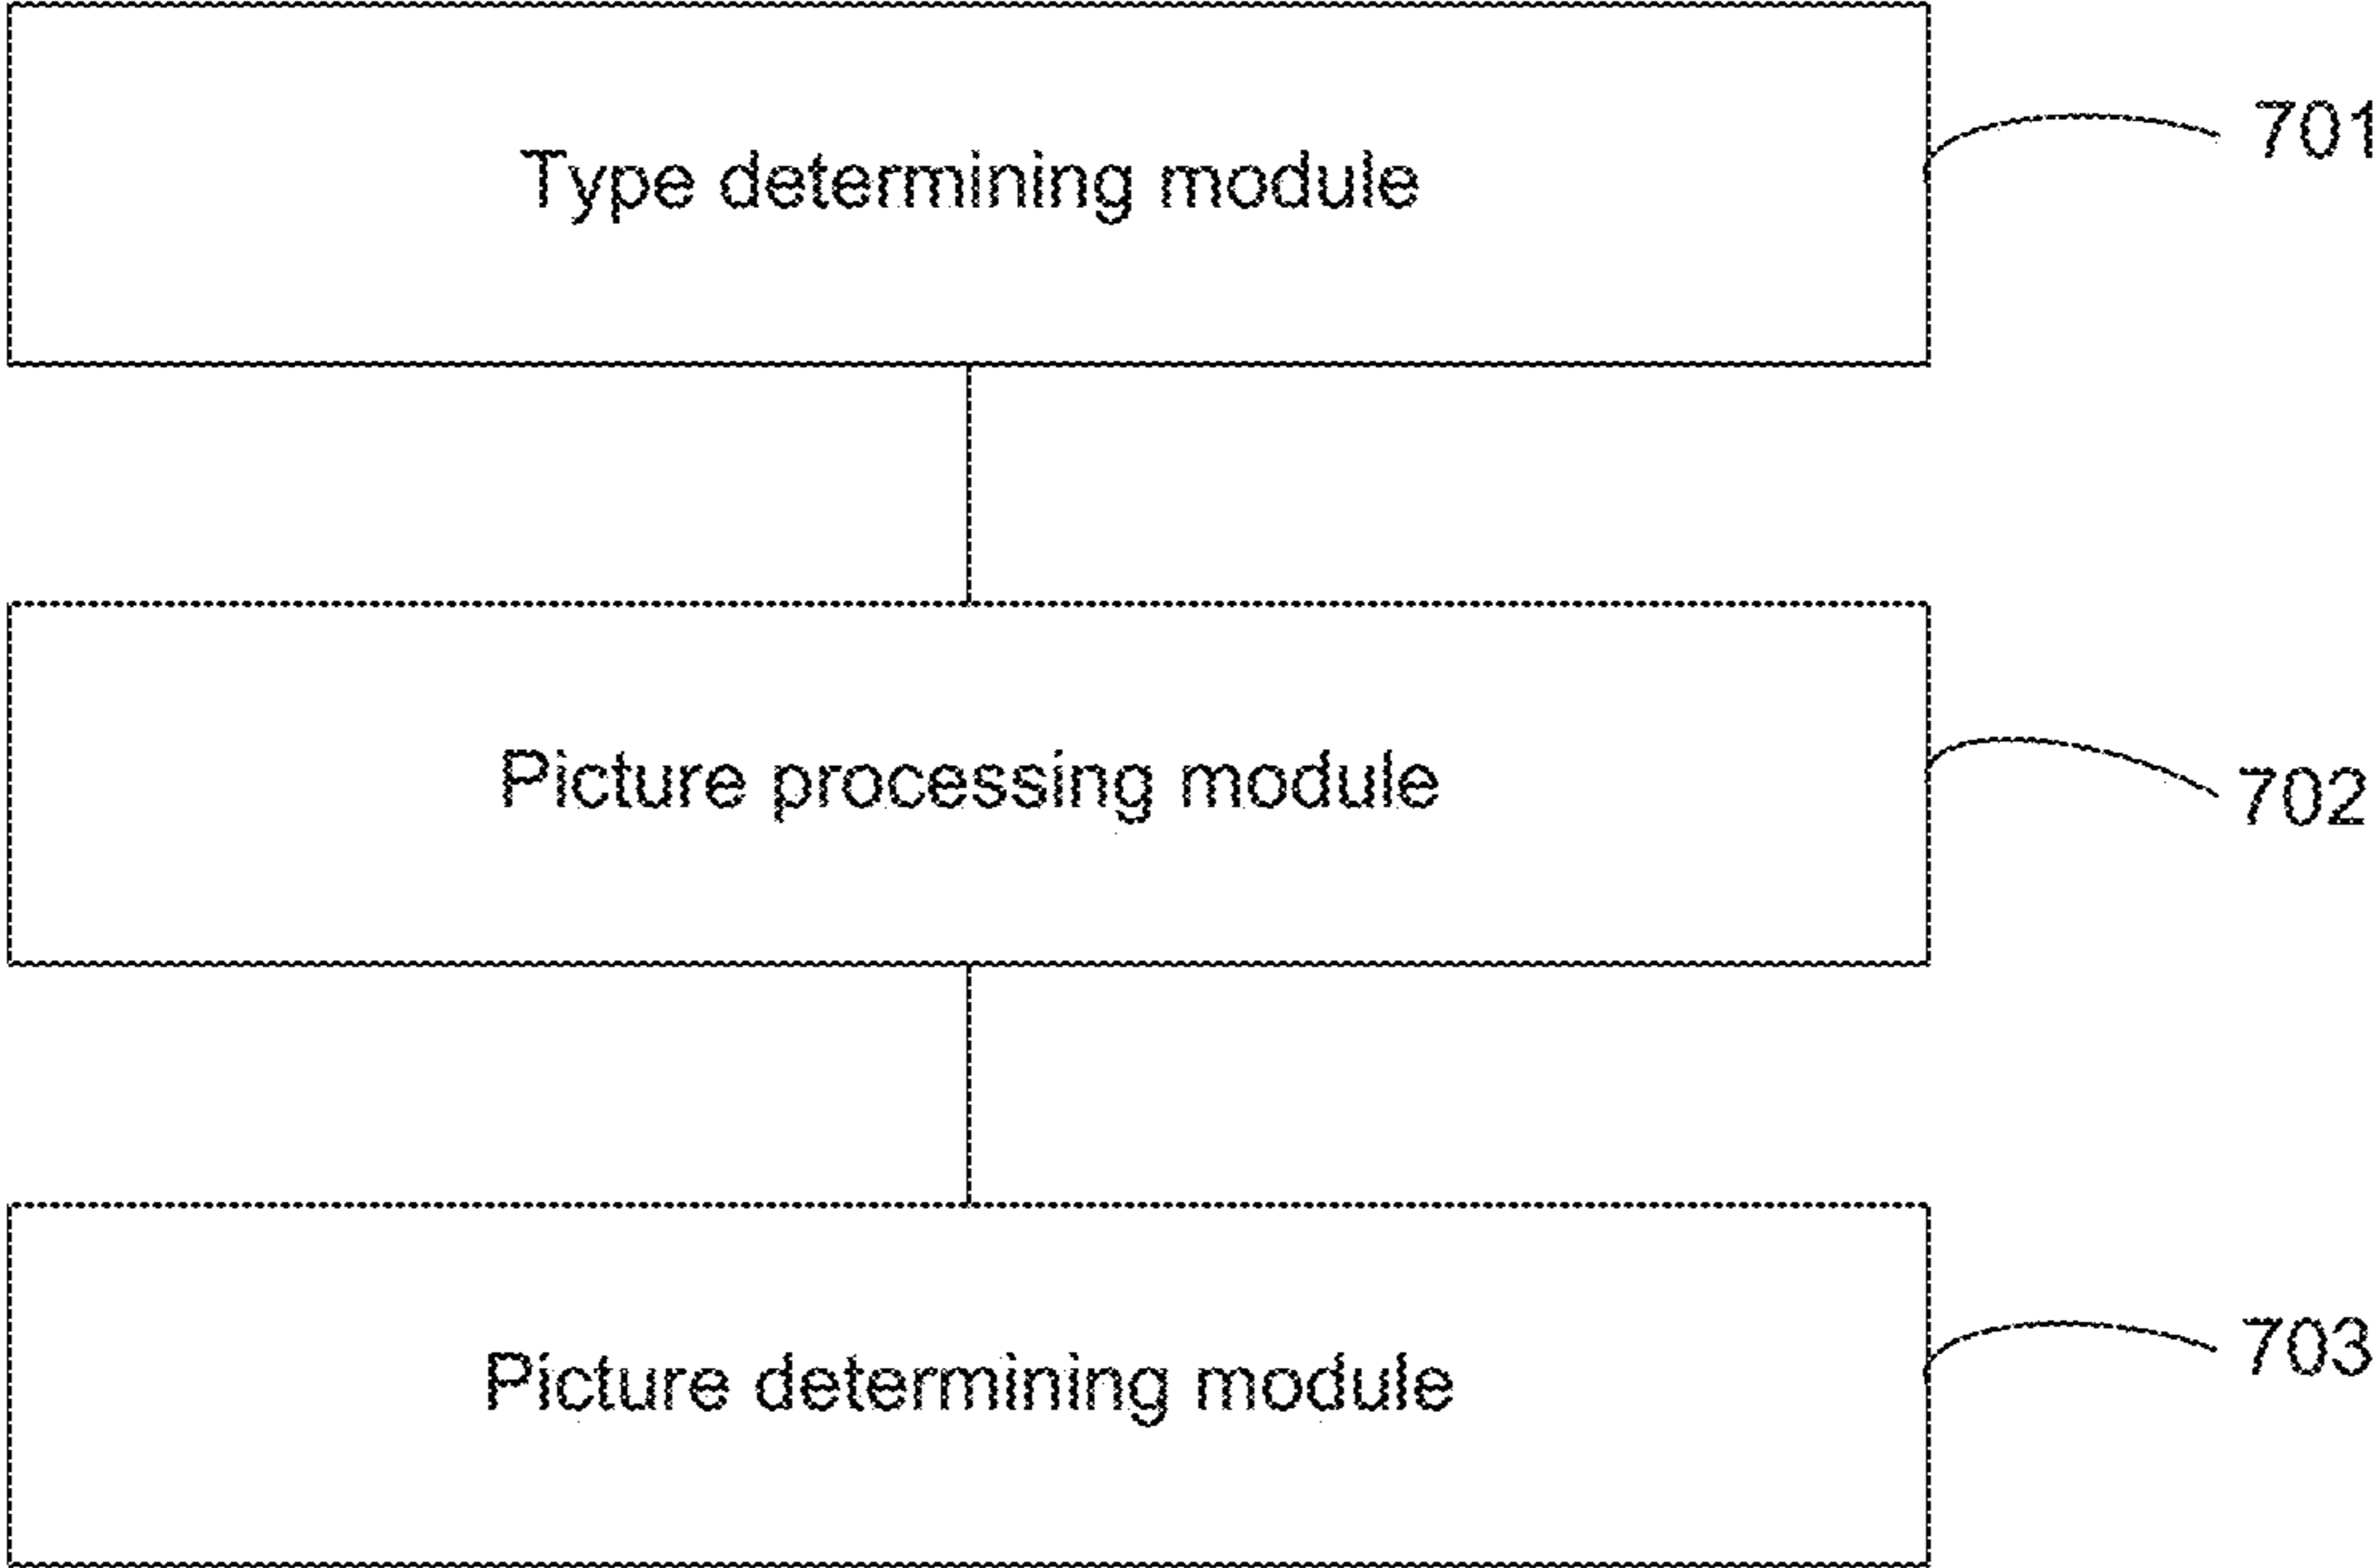 Type determining module
701
Picture processing module
702
Picture determining module
703